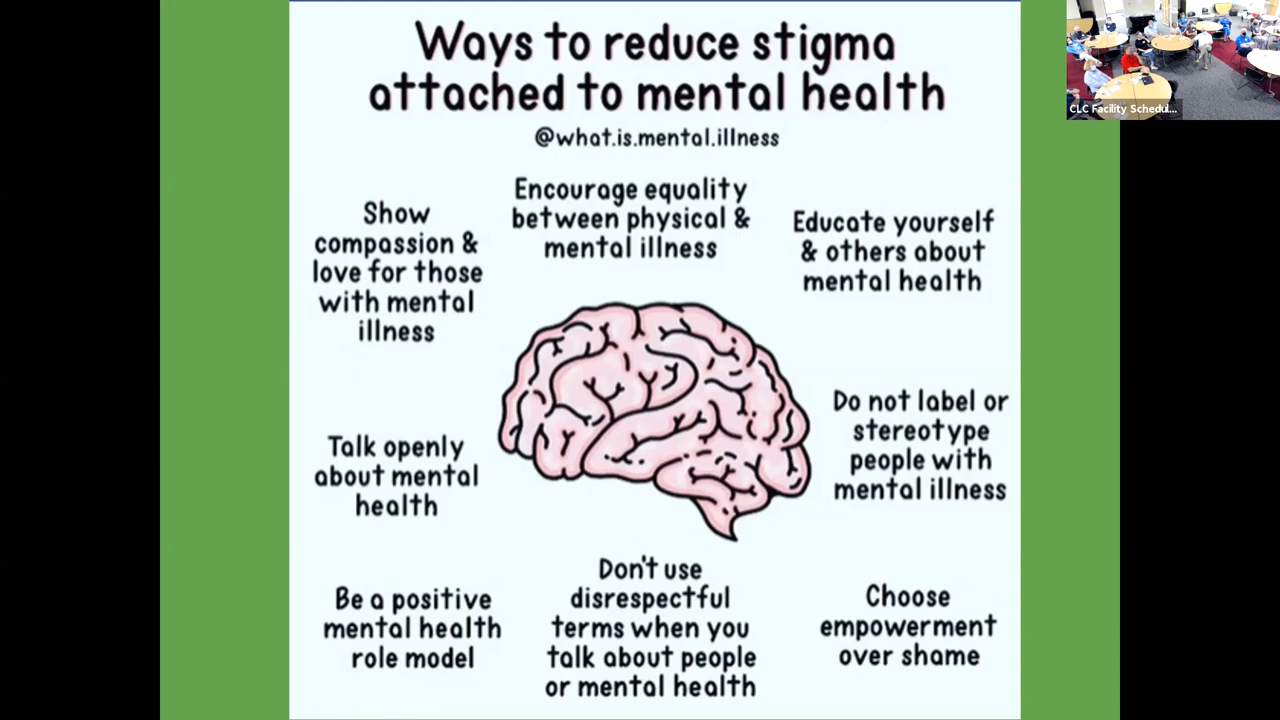 Ways to reduce stigma
attached to mental health
@what.is.mental.illness
Encourage equality
between physical &
mental illness
Show
compassion &
love for those
with mental
illness
Educate yourself
& others about
mental health
Do not label or
stereotype
people with
mental illness
Talk openly
about mental
health
Be a positive
mental health
role model
Don't use
disrespectful
terms when you
talk about people
or mental health
Choose
empowerment
over shame
CLC Facility Schedul...